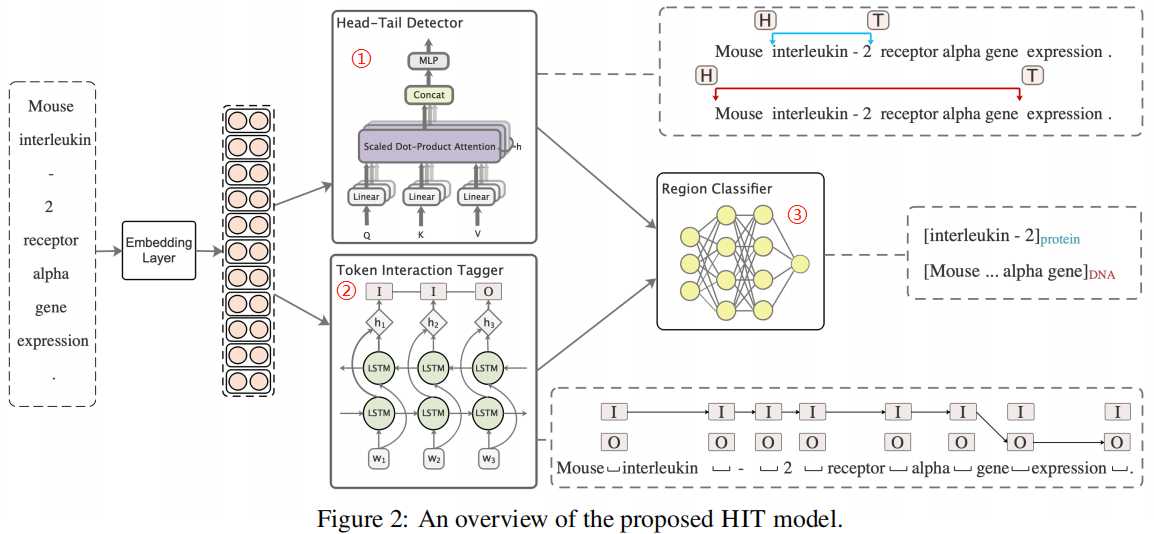 Mouse
interleukin
-
2
receptor
alpha
gene
expression
.
Embedding
Layer
Head-Tail Detector
①
MLP
Concat
Scaled Dot-Product Attention
h
Linear Linear Linear
Q K V
Token Interaction Tagger
②
I I O
h1 h2 h3
LSTM LSTM LSTM
LSTM LSTM LSTM
w1 w2 w3
H T
Mouse interleukin - 2 receptor alpha gene expression .
H T
Mouse interleukin - 2 receptor alpha gene expression .
Region Classifier
③
[interleukin - 2]protein
[Mouse ... alpha gene]DNA
I I I I I I I I
O O O O O O O O
Mouse interleukin - 2 receptor alpha gene expression .
Figure 2: An overview of the proposed HIT model.